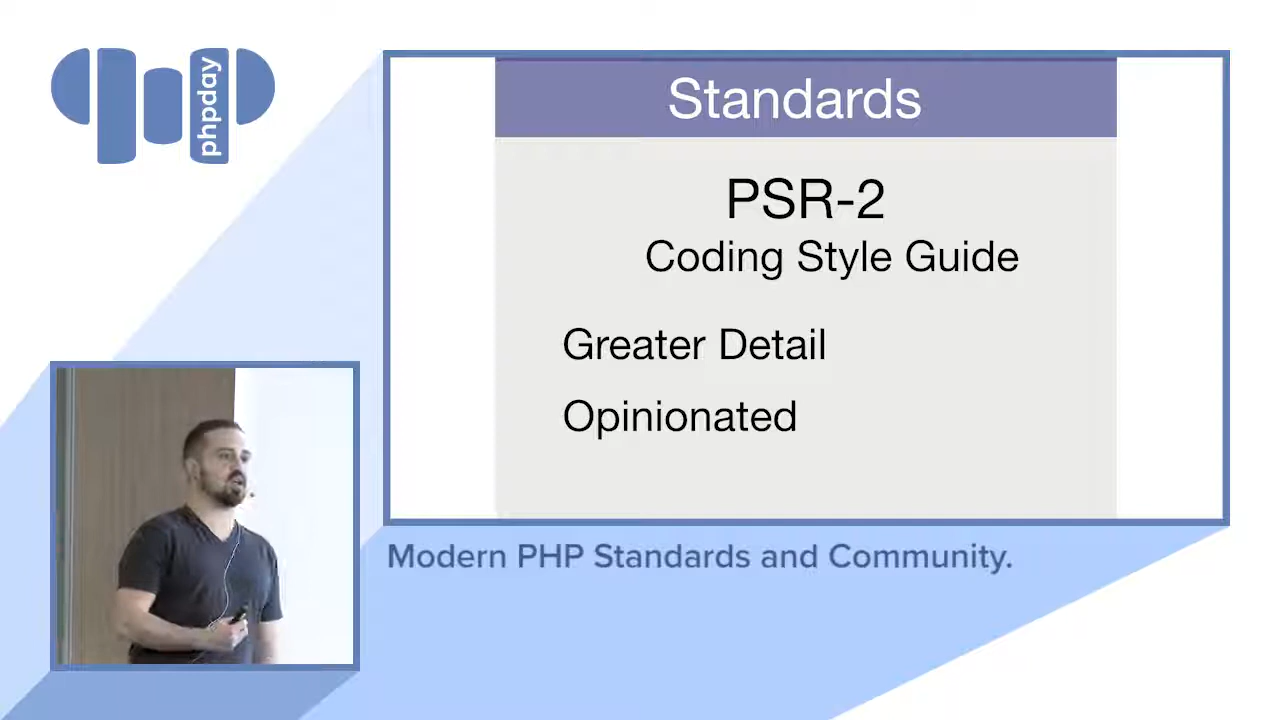 phpday
Standards
PSR-2
Coding Style Guide
Greater Detail
Opinionated
Modern PHP Standards and Community.